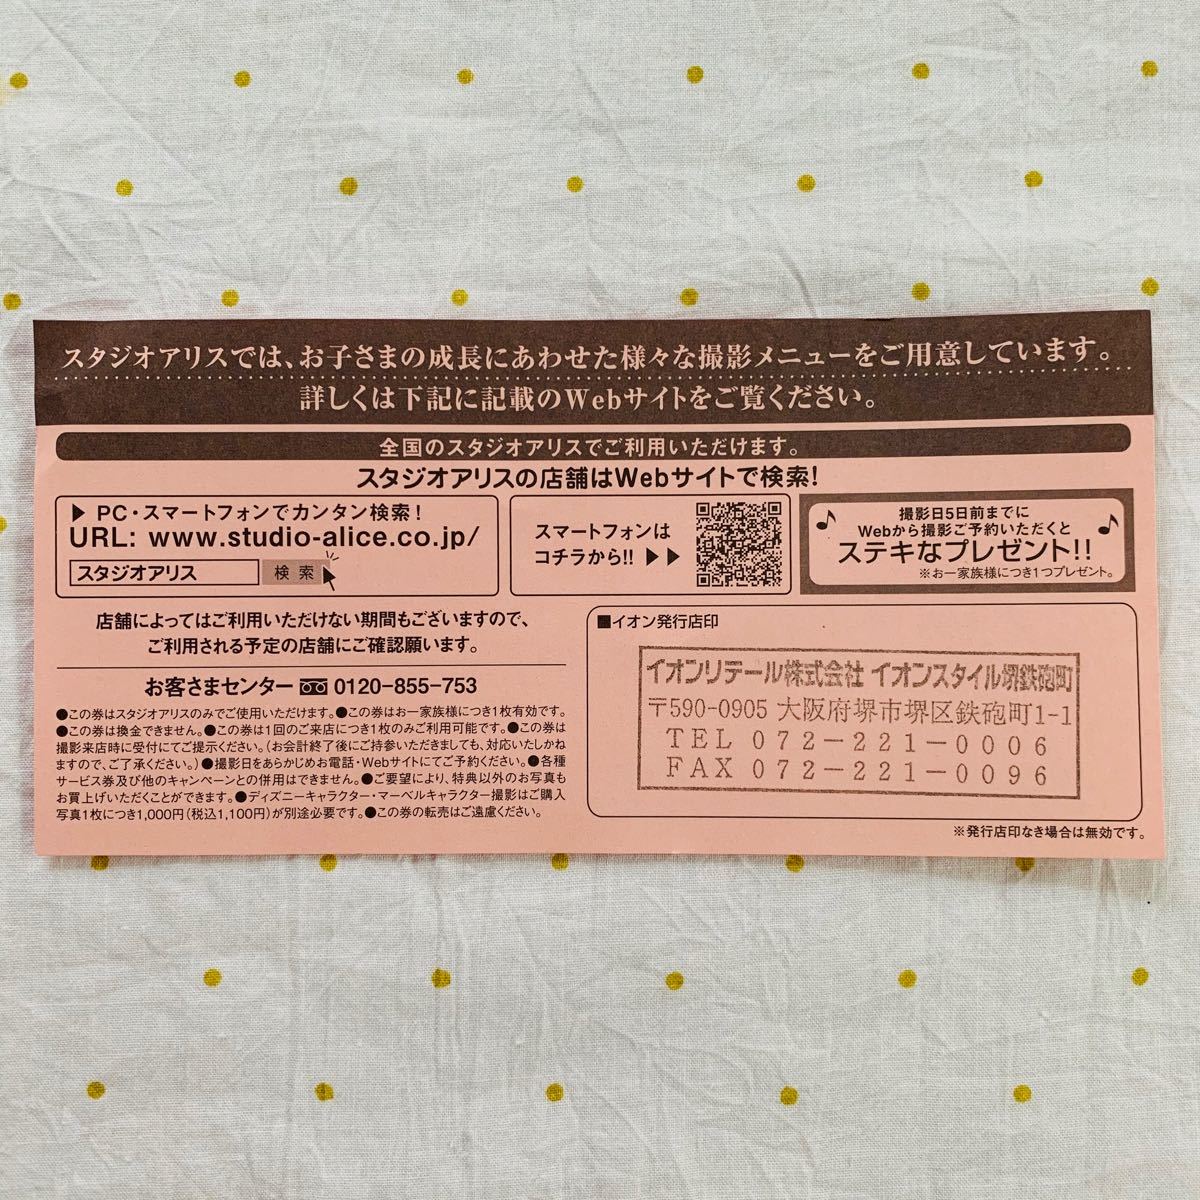 スタジオアリスでは、お子さまの成長にあわせた様々な撮影メニューをご用意しています。
詳しくは下記に記載のWebサイトをご覧ください。
全国のスタジオアリスでご利用いただけます。
スタジオアリスの店舗はWebサイトで検索!
▶ PC・スマートフォンでカンタン検索!
URL: www.studio-alice.co.jp/
スタジオアリス 検索
スマートフォンは
コチラから!! ▶▶
撮影日5日前までに
Webから撮影ご予約いただくと
ステキなプレゼント!!
※お一家族様につき1つプレゼント。
店舗によってはご利用いただけない期間もございますので、
ご利用される予定の店舗にご確認願います。
お客さまセンター 0120-855-753
●この券はスタジオアリスのみでご使用いただけます。●この券はお一家族様につき1枚有効です。
●この券は換金できません。●この券は1回のご来店につき1枚のみご利用可能です。●この券は
撮影来店時に受付にてご提示ください。(お会計終了後にご持参いただきましても、対応いたしかね
ますので、ご了承ください。)●撮影日をあらかじめお電話・Webサイトにてご予約ください。●各種
サービス券及び他のキャンペーンとの併用はできません。●ご要望により、特典以外のお写真も
お買上げいただくことができます。●ディズニーキャラクター・マーベルキャラクター撮影はご購入
写真1枚につき1,000円(税込1,100円)が別途必要です。●この券の転売はご遠慮ください。
■イオン発行店印
イオンリテール株式会社 イオンスタイル堺鉄砲町
〒590-0905 大阪府堺市堺区鉄砲町1-1
TEL 072-221-0006
FAX 072-221-0096
※発行店印なき場合は無効です。